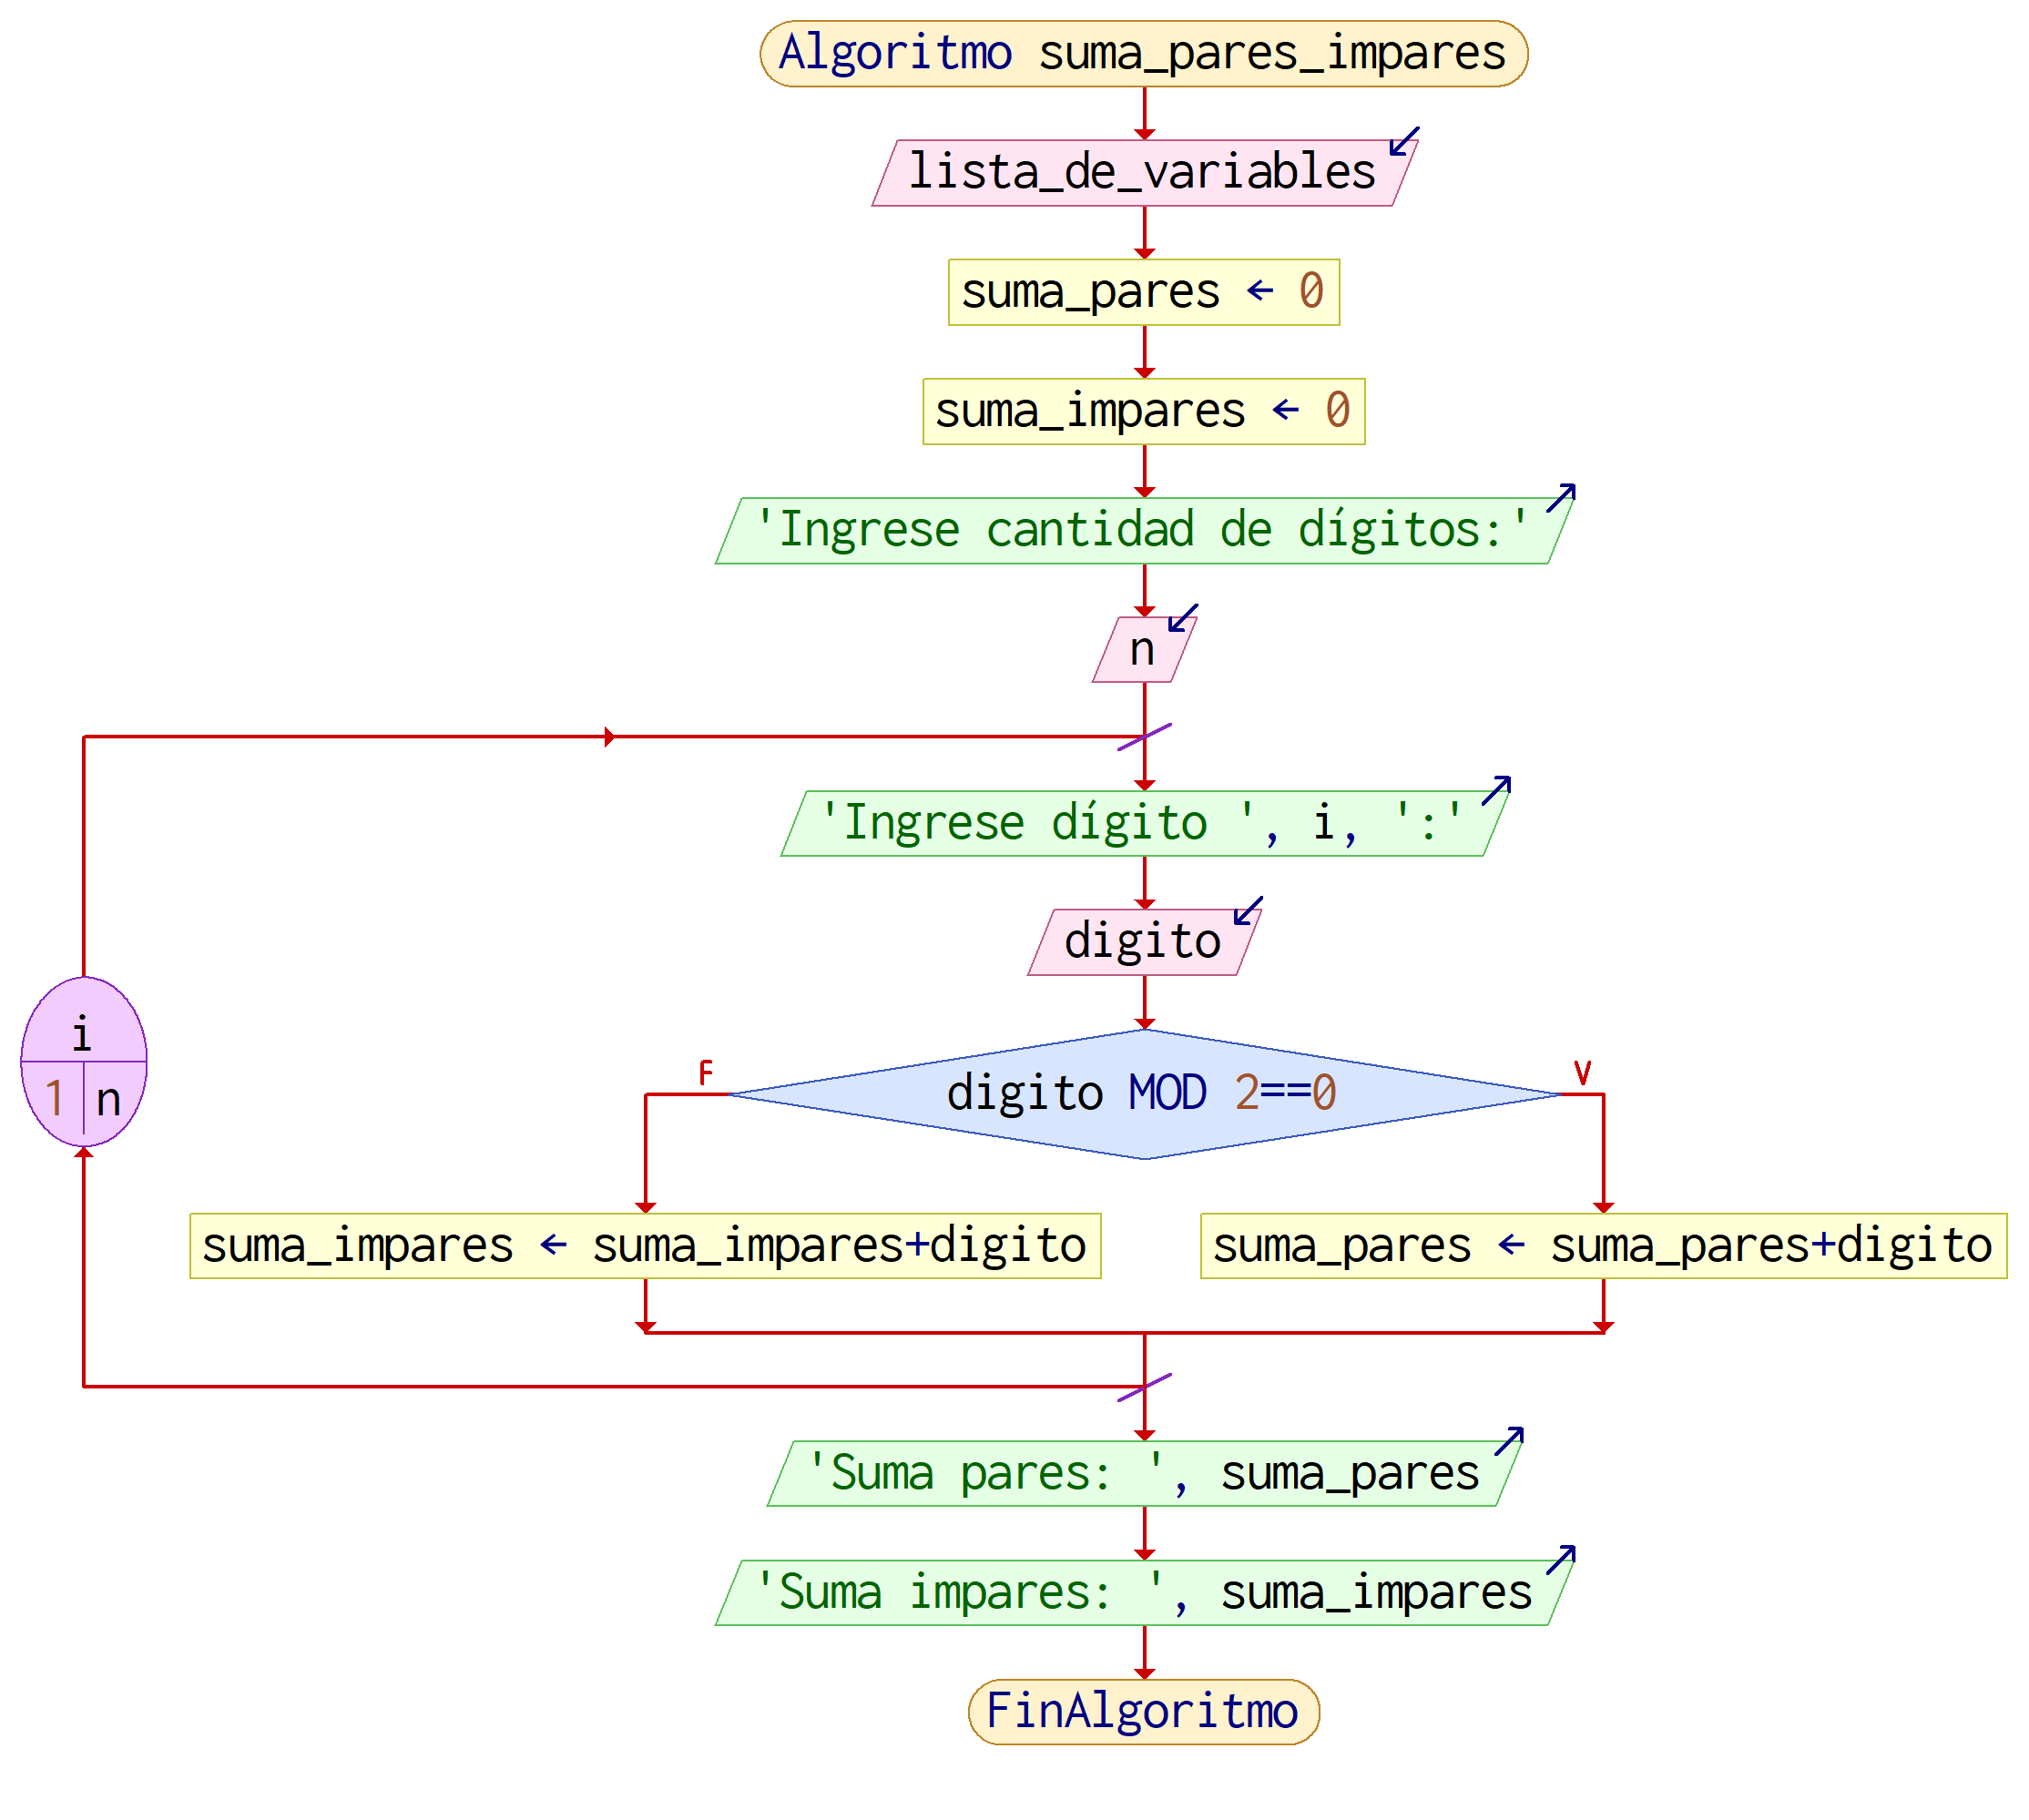 Algoritmo suma_pares_impares
lista_de_variables
suma_pares ← 0
suma_impares ← 0
'Ingrese cantidad de dígitos:'
n
'Ingrese dígito ', i, ':'
digito
i
1 n
F
digito MOD 2==0
V
suma_impares ← suma_impares+digito
suma_pares ← suma_pares+digito
'Suma pares: ', suma_pares
'Suma impares: ', suma_impares
FinAlgoritmo